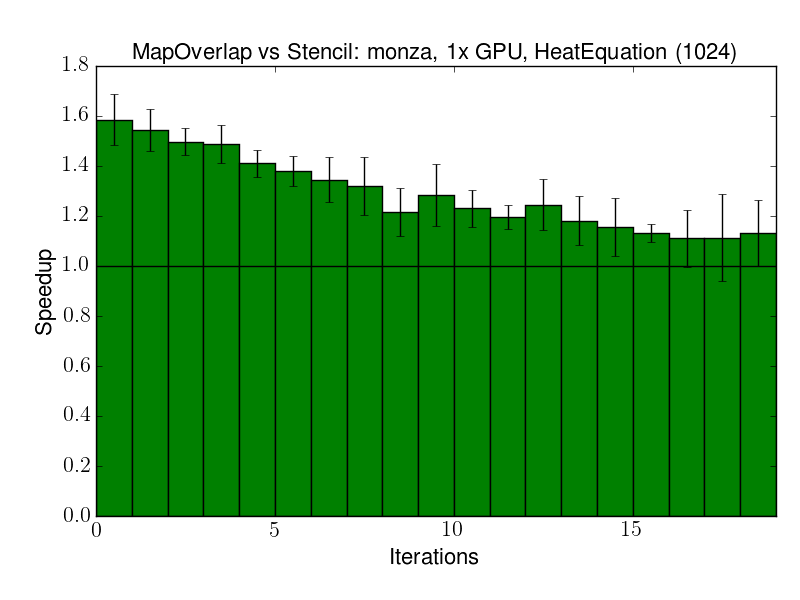 MapOverlap vs Stencil: monza, 1x GPU, HeatEquation (1024)
1.8
1.6
1.4
1.2
1.0
0.8
0.6
0.4
0.2
0.0
Speedup
0 5 10 15
Iterations